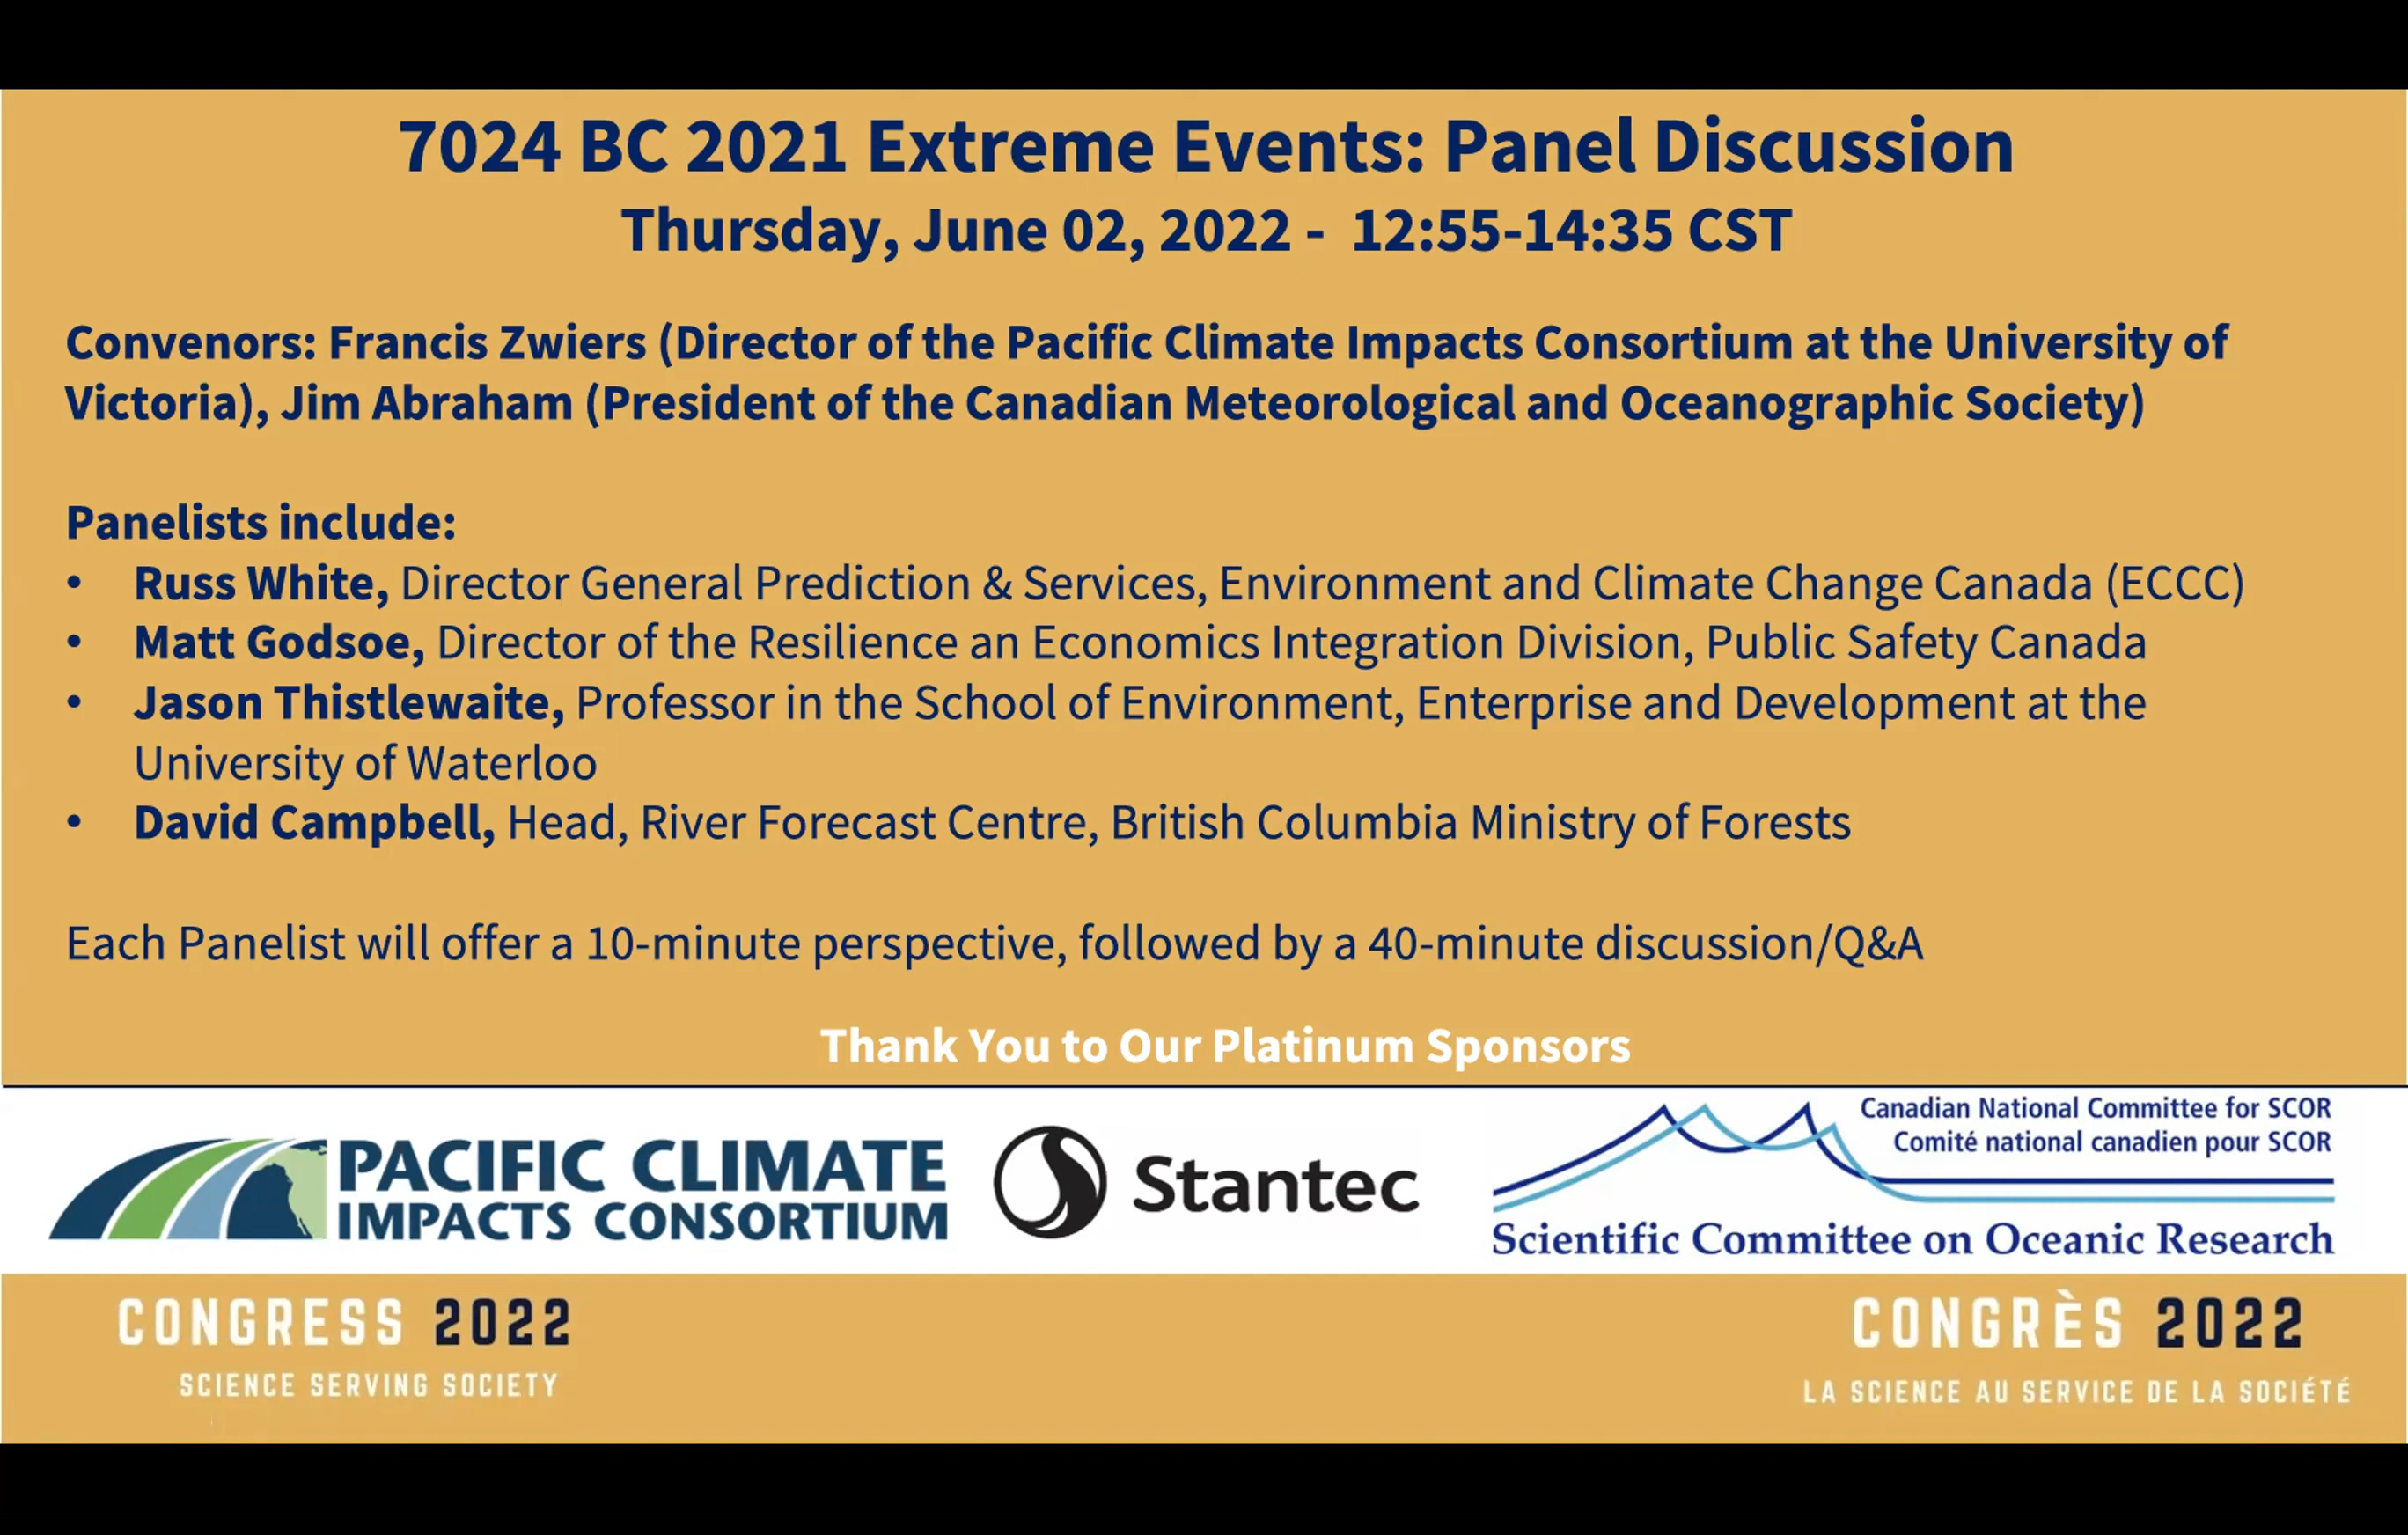 7024 BC 2021 Extreme Events: Panel Discussion
Thursday, June 02, 2022 - 12:55-14:35 CST
Convenors: Francis Zwiers (Director of the Pacific Climate Impacts Consortium at the University of
Victoria), Jim Abraham (President of the Canadian Meteorological and Oceanographic Society)
Panelists include:
• Russ White, Director General Prediction & Services, Environment and Climate Change Canada (ECCC)
• Matt Godsoe, Director of the Resilience an Economics Integration Division, Public Safety Canada
• Jason Thistlewaite, Professor in the School of Environment, Enterprise and Development at the
University of Waterloo
• David Campbell, Head, River Forecast Centre, British Columbia Ministry of Forests
Each Panelist will offer a 10-minute perspective, followed by a 40-minute discussion/Q&A
Thank You to Our Platinum Sponsors
PACIFIC CLIMATE
IMPACTS CONSORTIUM
Stantec
Canadian National Committee for SCOR
Comité national canadien pour SCOR
Scientific Committee on Oceanic Research
CONGRESS 2022
SCIENCE SERVING SOCIETY
CONGRÈS 2022
LA SCIENCE AU SERVICE DE LA SOCIÉTÉ